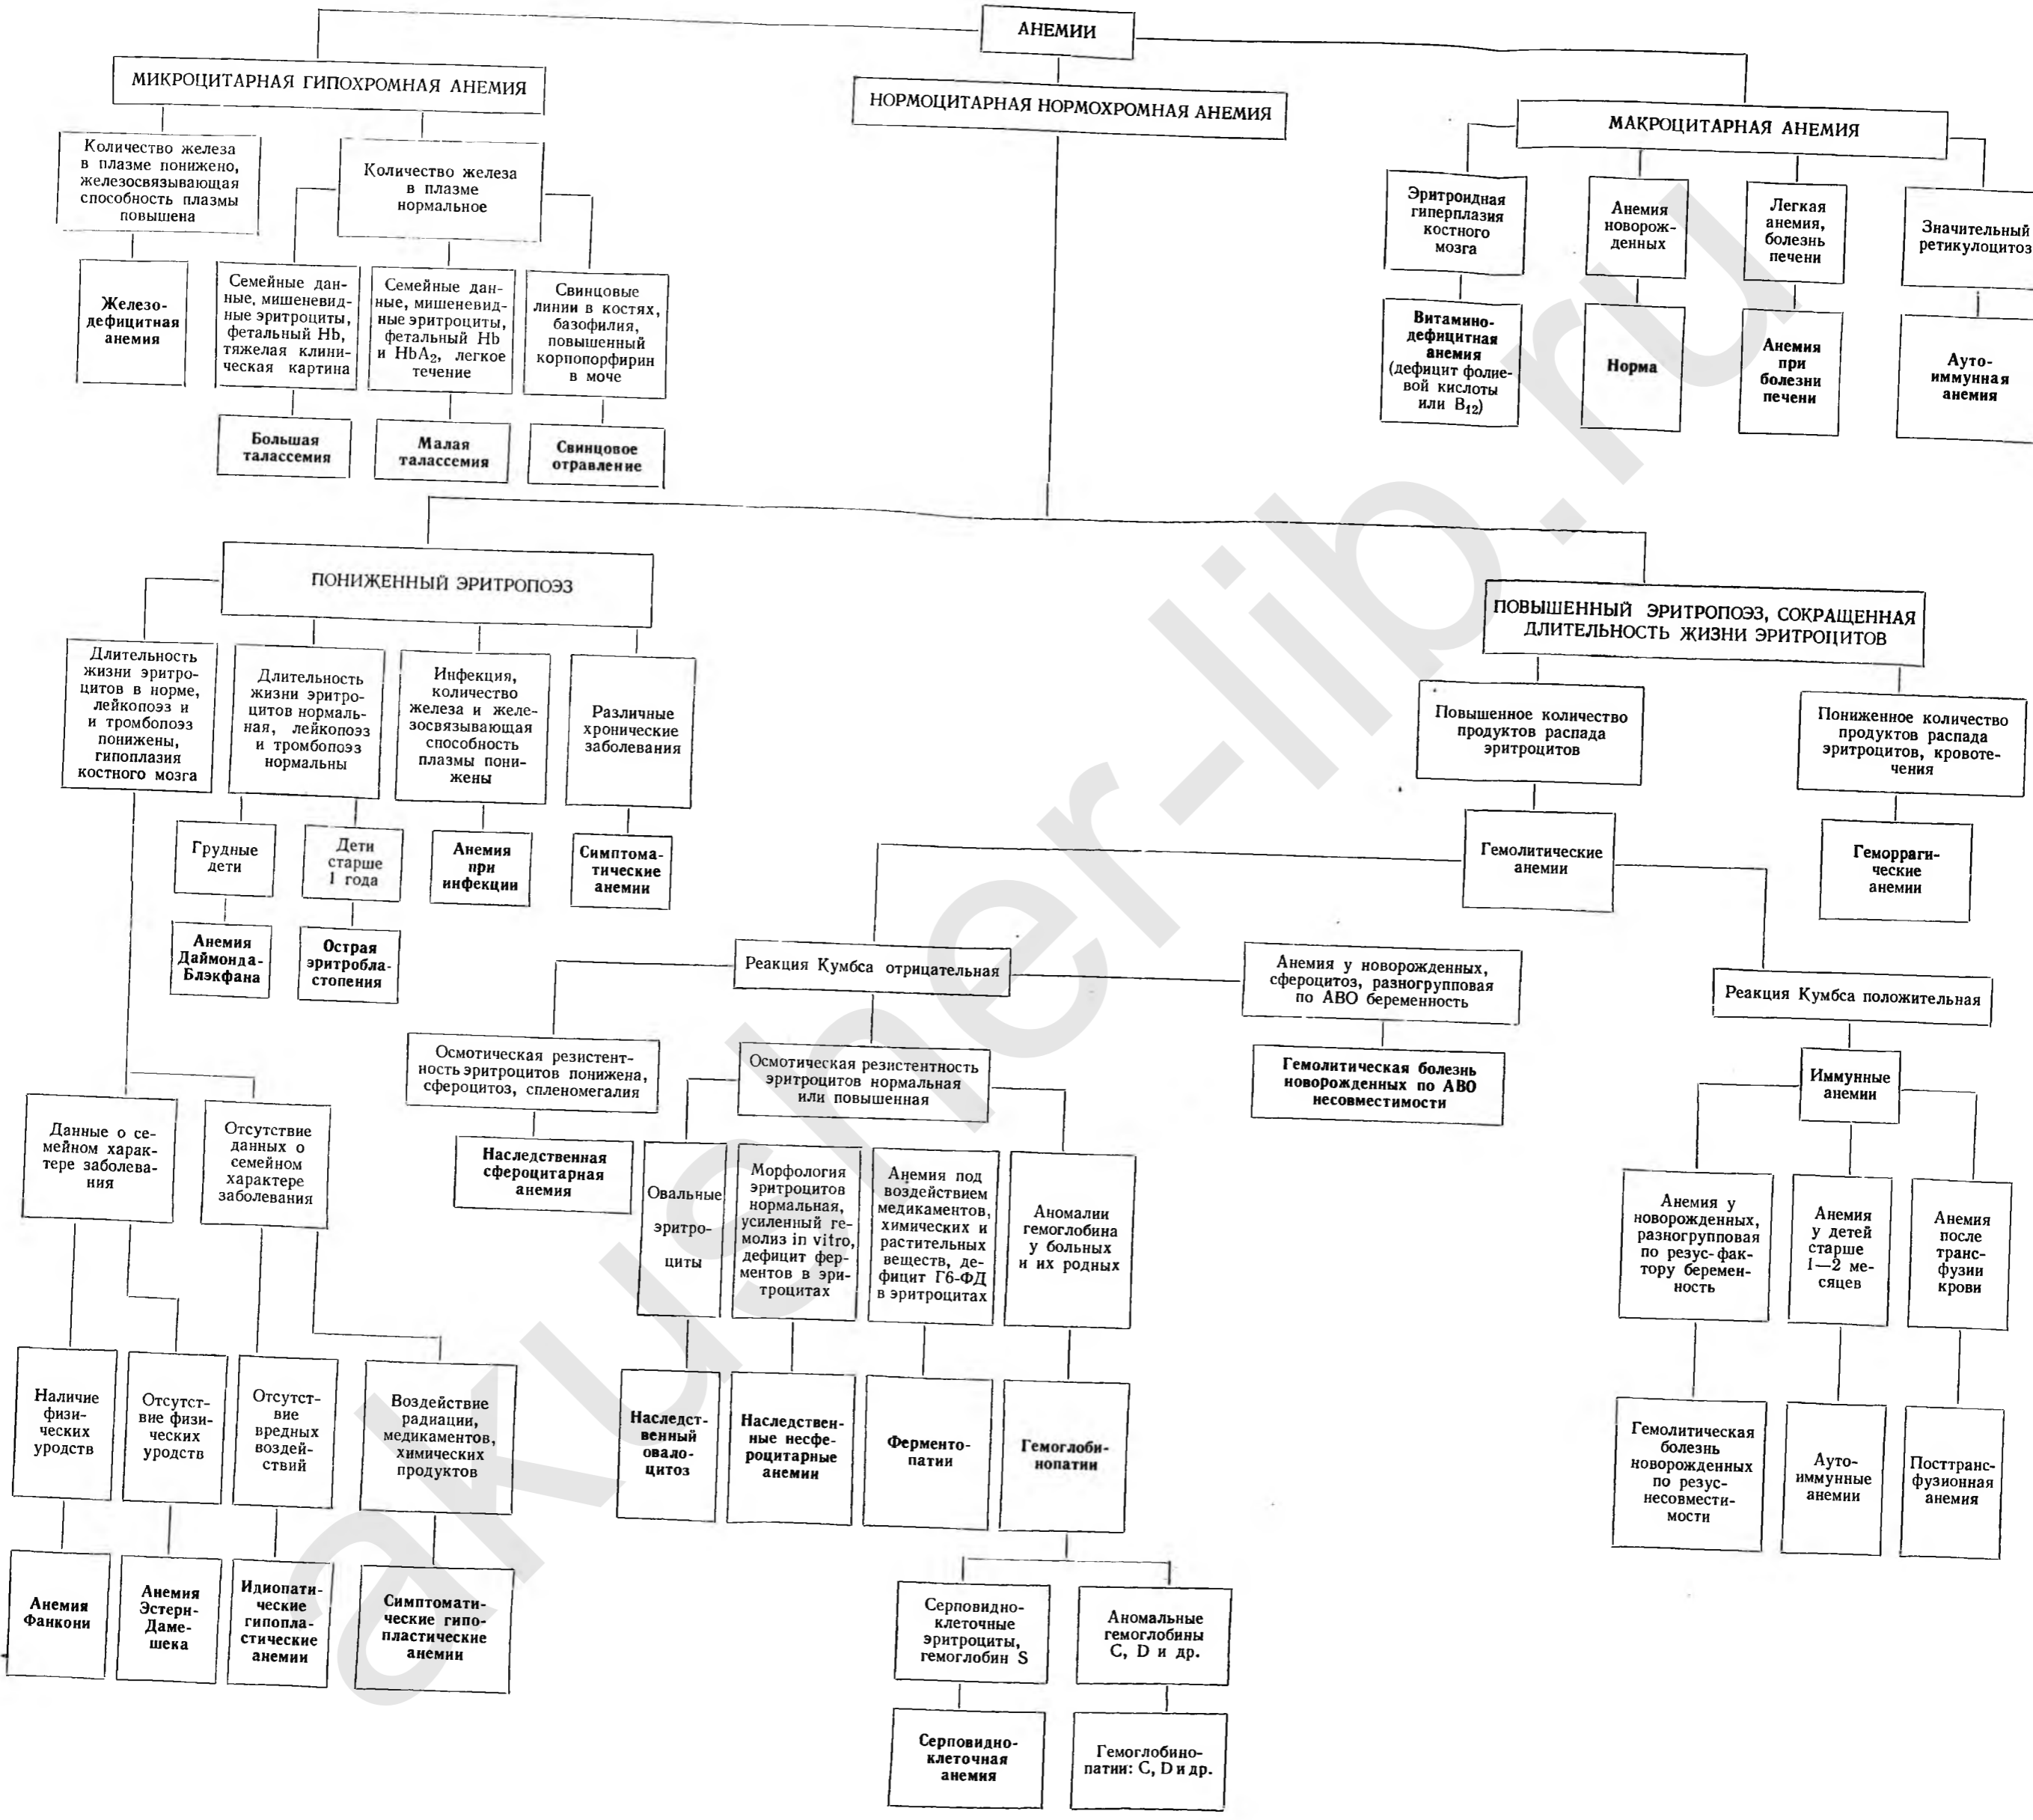 АНЕМИИ
МИКРОЦИТАРНАЯ ГИПОХРОМНАЯ АНЕМИЯ
НОРМОЦИТАРНАЯ НОРМОХРОМНАЯ АНЕМИЯ
МАКРОЦИТАРНАЯ АНЕМИЯ
Количество железа
в плазме понижено,
железосвязывающая
способность плазмы
повышена
Количество железа
в плазме
нормальное
Эритроидная
гиперплазия
костного
мозга
Анемия
новорож-
денных
Легкая
анемия,
болезнь
печени
Значительный
ретикулоцитоз
Железо-
дефицитная
анемия
Семейные дан-
ные, мишеневид-
ные эритроциты,
фетальный Hb,
тяжелая клини-
ческая картина
Семейные дан-
ные, мишеневид-
ные эритроциты,
фетальный Hb
и HbA₂, легкое
течение
Свинцовые
линии в костях,
базофилия,
повышенный
корпопорфирин
в моче
Витамино-
дефицитная
анемия
(дефицит фолие-
вой кислоты
или B₁₂)
Норма
Анемия
при
болезни
печени
Ауто-
иммунная
анемия
Большая
талассемия
Малая
талассемия
Свинцовое
отравление
ПОНИЖЕННЫЙ ЭРИТРОПОЭЗ
ПОВЫШЕННЫЙ ЭРИТРОПОЭЗ, СОКРАЩЕННАЯ
ДЛИТЕЛЬНОСТЬ ЖИЗНИ ЭРИТРОЦИТОВ
Длительность
жизни эритро-
цитов в норме,
лейкопоэз и
и тромбопоэз
понижены,
гипоплазия
костного мозга
Длительность
жизни эритро-
цитов нормаль-
ная, лейкопоэз
и тромбопоэз
нормальны
Инфекция,
количество
железа и желе-
зосвязывающая
способность
плазмы пони-
жены
Различные
хронические
заболевания
Повышенное количество
продуктов распада
эритроцитов
Пониженное количество
продуктов распада
эритроцитов, кровоте-
чения
Грудные
дети
Дети
старше
1 года
Анемия
при
инфекции
Симптома-
тические
анемии
Гемолитические
анемии
Геморраги-
ческие
анемии
Анемия
Даймонда-
Блэкфана
Острая
эритробла-
стопения
Реакция Кумбса отрицательная
Анемия у новорожденных,
сфероцитоз, разногрупповая
по АВО беременность
Реакция Кумбса положительная
Осмотическая резистент-
ность эритроцитов понижена,
сфероцитоз, спленомегалия
Осмотическая резистентность
эритроцитов нормальная
или повышенная
Гемолитическая болезнь
новорожденных по АВО
несовместимости
Иммунные
анемии
Данные о се-
мейном харак-
тере заболева-
ния
Отсутствие
данных о
семейном
характере
заболевания
Наследственная
сфероцитарная
анемия
Овальные
эритро-
циты
Морфология
эритроцитов
нормальная,
усиленный ге-
молиз in vitro,
дефицит фер-
ментов в эри-
троцитах
Анемия под
воздействием
медикаментов,
химических и
растительных
веществ, де-
фицит Г6-ФД
в эритроцитах
Аномалии
гемоглобина
у больных
и их родных
Анемия у
новорожденных,
разногрупповая
по резус-фак-
тору беремен-
ность
Анемия
у детей
старше
1—2 ме-
сяцев
Анемия
после
транс-
фузии
крови
Наличие
физи-
ческих
уродств
Отсутст-
вие физи-
ческих
уродств
Отсутст-
вие
вредных
воздей-
ствий
Воздействие
радиации,
медикаментов,
химических
продуктов
Наследст-
венный
овало-
цитоз
Наследствен-
ные несфе-
роцитарные
анемии
Ферменто-
патии
Гемоглоби-
нопатии
Гемолитическая
болезнь
новорожденных
по резус-
несовмести-
мости
Ауто-
иммунные
анемии
Посттранс-
фузионная
анемия
Анемия
Фанкони
Анемия
Эстерн-
Даме-
шека
Идиопати-
ческие
гипопла-
стические
анемии
Симптомати-
ческие гипо-
пластические
анемии
Серповидно-
клеточные
эритроциты,
гемоглобин S
Аномальные
гемоглобины
C, D и др.
Серповидно-
клеточная
анемия
Гемоглобино-
патии: C, D и др.
akusher-lib.ru